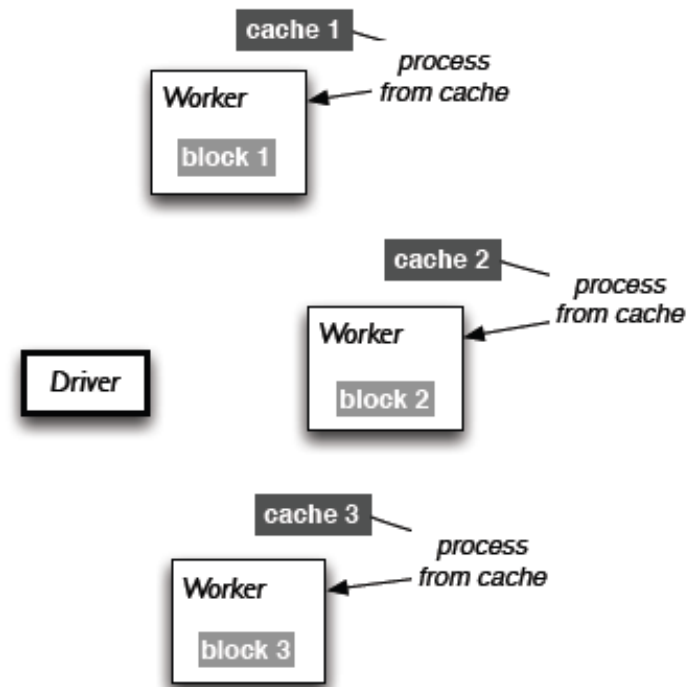 cache 1
process
from cache
Worker
block 1
cache 2
process
from cache
Worker
Driver
block 2
cache 3
process
from cache
Worker
block 3